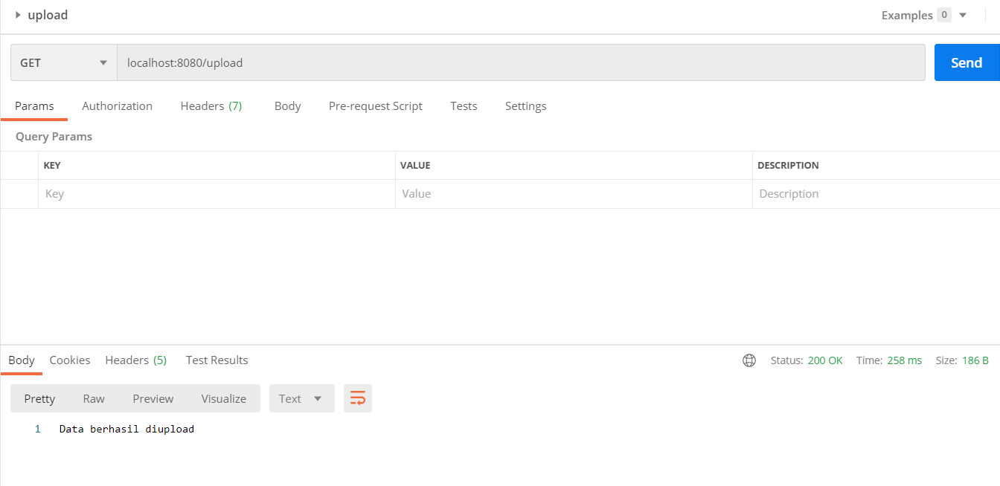 upload Examples 0
GET localhost:8080/upload Send
Params Authorization Headers (7) Body Pre-request Script Tests Settings
Query Params
KEY VALUE DESCRIPTION
Key Value Description
Body Cookies Headers (5) Test Results Status: 200 OK Time: 258 ms Size: 186 B
Pretty Raw Preview Visualize Text
1 Data berhasil diupload